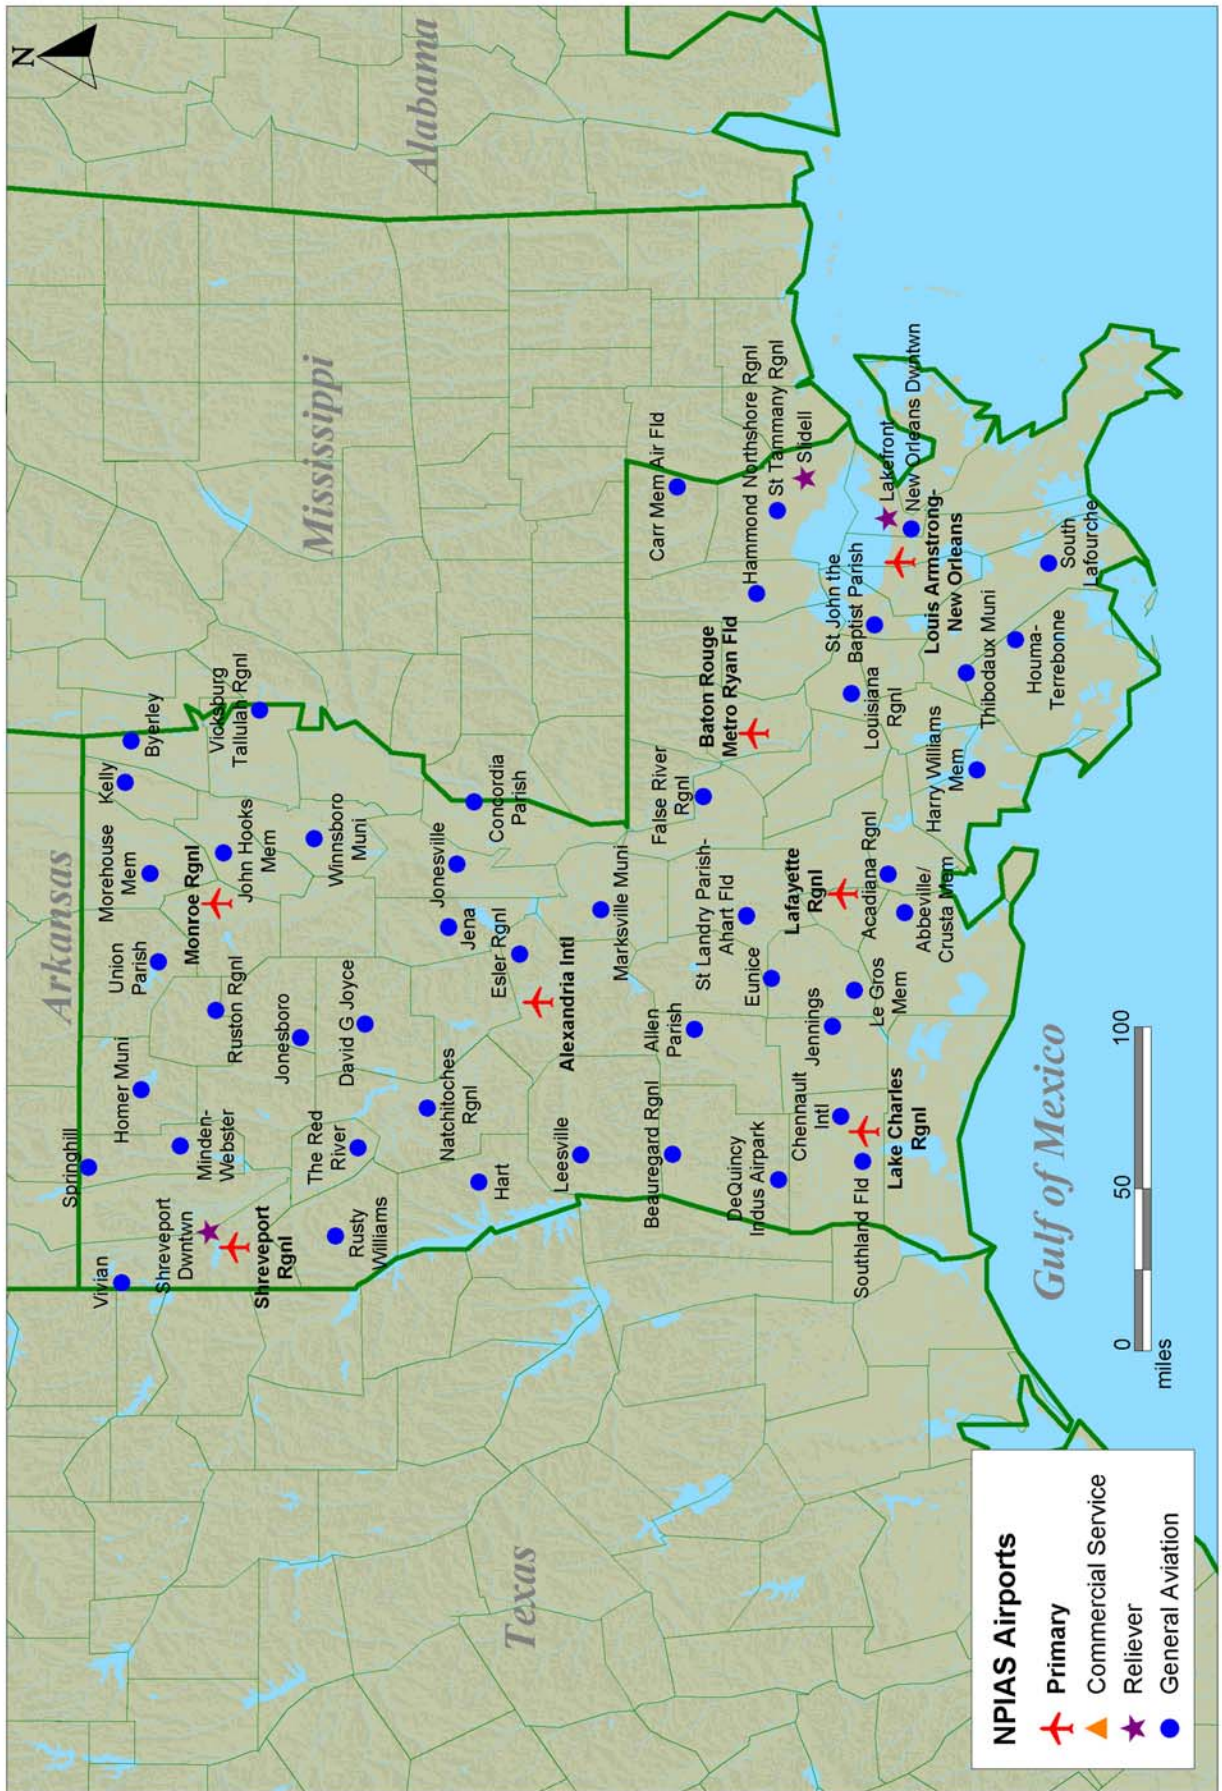 N
Arkansas
Mississippi
Alabama
Texas
Gulf of Mexico
Vivian
Springhill
Shreveport
Dwntwn
Shreveport
Rgnl
Minden-
Webster
Homer Muni
Union
Parish
Morehouse
Mem
Kelly
Byerley
Monroe Rgnl
John Hooks
Mem
Vicksburg
Tallulah Rgnl
Ruston Rgnl
Jonesboro
Winnsboro
Muni
The Red
River
David G Joyce
Rusty
Williams
Natchitoches
Rgnl
Jonesville
Jena
Concordia
Parish
Hart
Esler Rgnl
Alexandria Intl
Leesville
Marksville Muni
Beauregard Rgnl
Allen
Parish
St Landry Parish-
Ahart Fld
False River
Rgnl
Baton Rouge
Metro Ryan Fld
Carr Mem Air Fld
Hammond Northshore Rgnl
St Tammany Rgnl
Slidell
DeQuincy
Indus Airpark
Eunice
Chennault
Intl
Jennings
Lafayette
Rgnl
Southland Fld
Lake Charles
Rgnl
Le Gros
Mem
Acadiana Rgnl
Abbeville/
Crusta Mem
Louisiana
Rgnl
St John the
Baptist Parish
Lakefront
New Orleans Dwntwn
Louis Armstrong-
New Orleans
Harry Williams
Mem
Thibodaux Muni
Houma-
Terrebonne
South
Lafourche
0
50
100
miles
NPIAS Airports
Primary
Commercial Service
Reliever
General Aviation